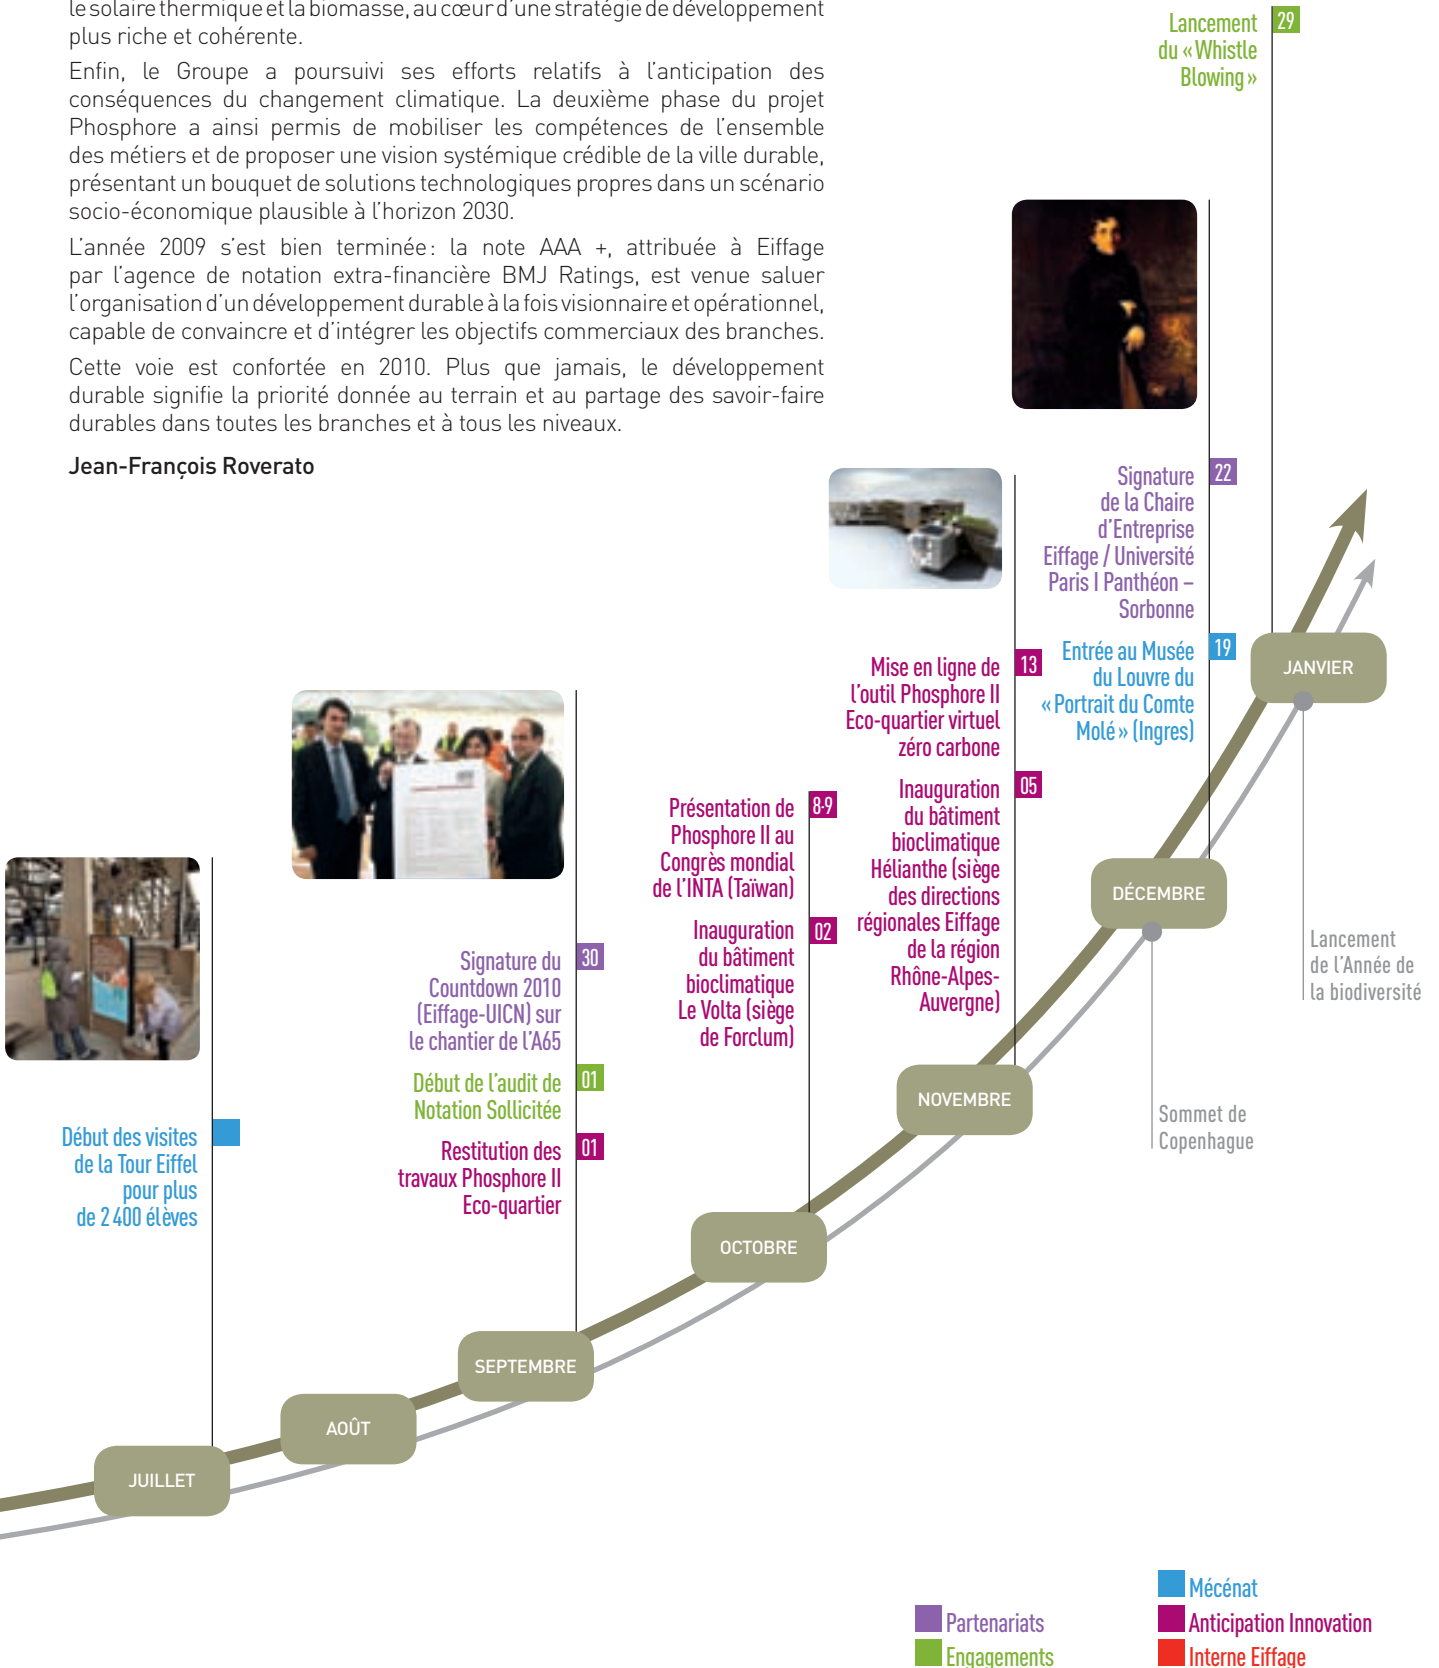 le solaire thermique et la biomasse, au cœur d’une stratégie de développement
plus riche et cohérente.
Enfin, le Groupe a poursuivi ses efforts relatifs à l’anticipation des
conséquences du changement climatique. La deuxième phase du projet
Phosphore a ainsi permis de mobiliser les compétences de l’ensemble
des métiers et de proposer une vision systémique crédible de la ville durable,
présentant un bouquet de solutions technologiques propres dans un scénario
socio-économique plausible à l’horizon 2030.
L’année 2009 s’est bien terminée : la note AAA +, attribuée à Eiffage
par l’agence de notation extra-financière BMJ Ratings, est venue saluer
l’organisation d’un développement durable à la fois visionnaire et opérationnel,
capable de convaincre et d’intégrer les objectifs commerciaux des branches.
Cette voie est confortée en 2010. Plus que jamais, le développement
durable signifie la priorité donnée au terrain et au partage des savoir-faire
durables dans toutes les branches et à tous les niveaux.
Jean-François Roverato
Début des visites
de la Tour Eiffel
pour plus
de 2 400 élèves
JUILLET
AOÛT
30
Signature du
Countdown 2010
(Eiffage-UICN) sur
le chantier de l’A65
01
Début de l’audit de
Notation Sollicitée
01
Restitution des
travaux Phosphore II
Eco-quartier
SEPTEMBRE
8-9
Présentation de
Phosphore II au
Congrès mondial
de l’INTA (Taïwan)
02
Inauguration
du bâtiment
bioclimatique
Le Volta (siège
de Forclum)
OCTOBRE
13
Mise en ligne de
l’outil Phosphore II
Eco-quartier virtuel
zéro carbone
05
Inauguration
du bâtiment
bioclimatique
Hélianthe (siège
des directions
régionales Eiffage
de la région
Rhône-Alpes-
Auvergne)
NOVEMBRE
22
Signature
de la Chaire
d’Entreprise
Eiffage / Université
Paris I Panthéon –
Sorbonne
19
Entrée au Musée
du Louvre du
« Portrait du Comte
Molé » (Ingres)
DÉCEMBRE
Sommet de
Copenhague
29
Lancement
du « Whistle
Blowing »
JANVIER
Lancement
de l’Année de
la biodiversité
Partenariats
Engagements
Mécénat
Anticipation Innovation
Interne Eiffage